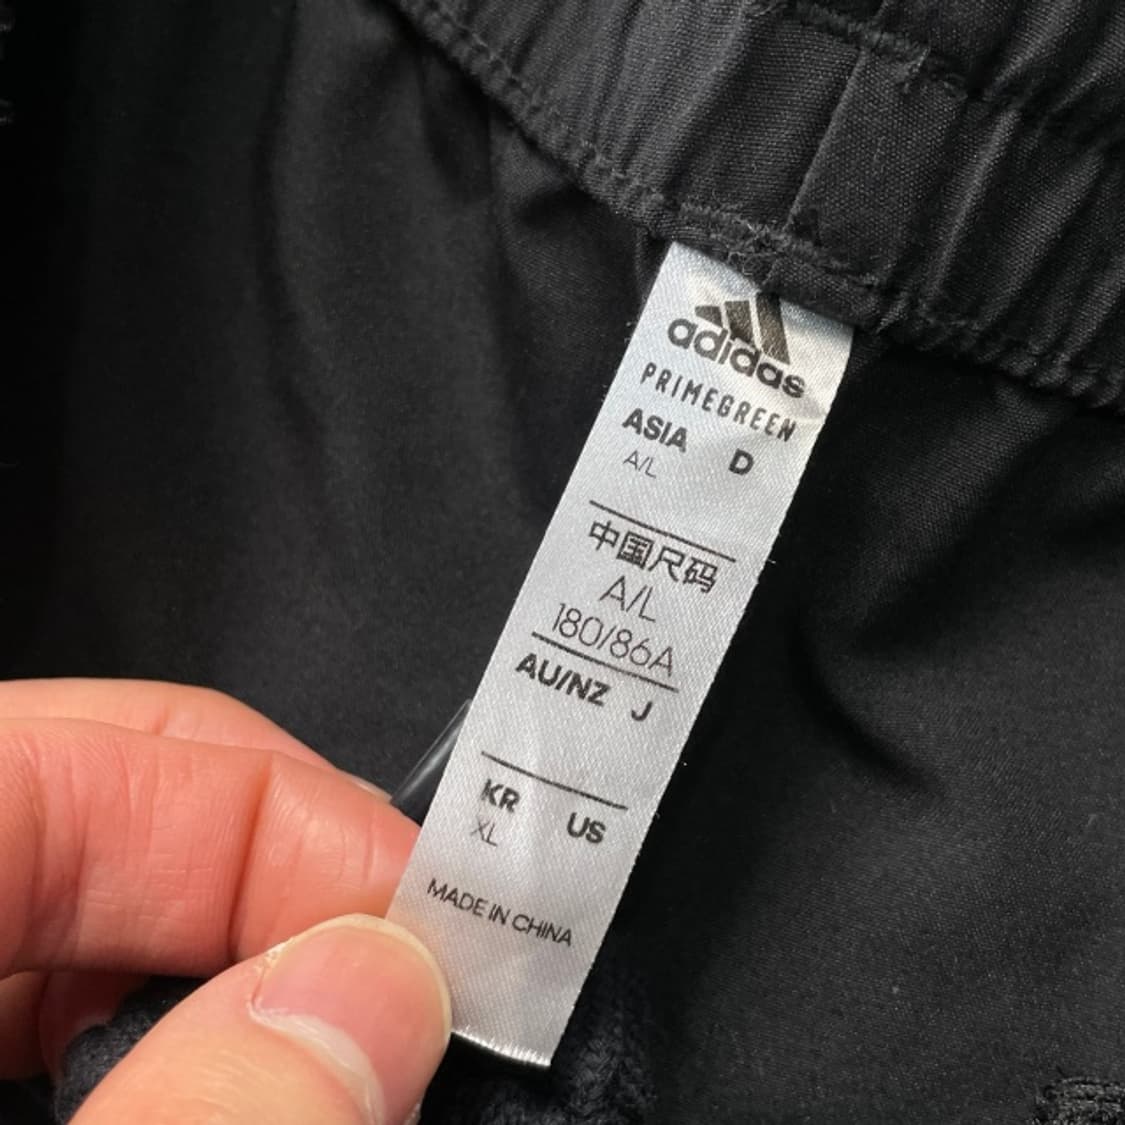 adidas
PRIMEGREEN
ASIA D
A/L
中国尺码
A/L
180/86A
AU/NZ J
KR US
XL
MADE IN CHINA